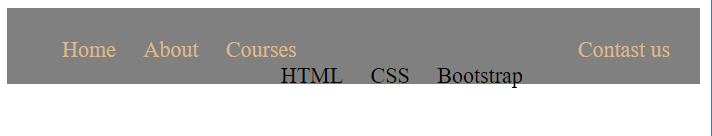 Home About Courses Contast us
HTML CSS Bootstrap